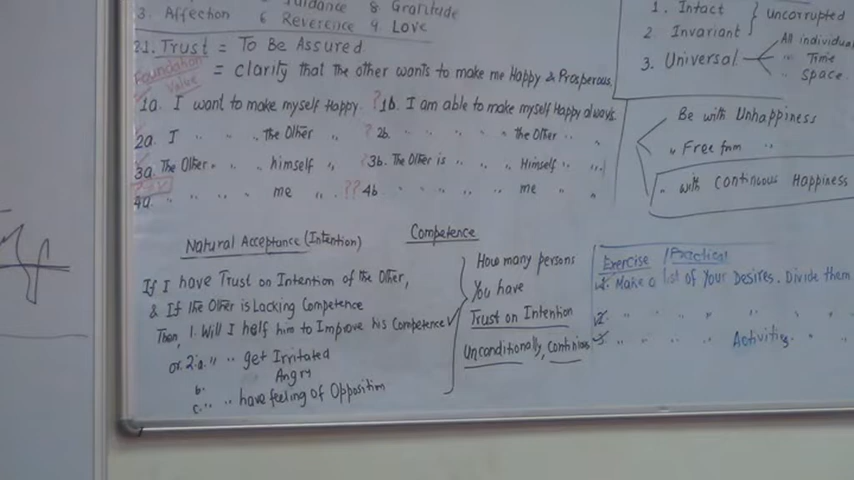 Guidance 8 Gratitude
3. Affection 6 Reverence 9. Love
21. Trust = To Be Assured
Foundation Value = clarity that the other wants to make me Happy & Prosperous.
1a. I want to make myself Happy. ? 1b. I am able to make myself Happy always.
2a. I " " the Other " ? 2b. " " " " the Other " "
3a. The Other " " himself " ? 3b. The Other is " " " Himself " "
4a. " " " me " " ?? 4b " " " " me " "
1. Intact
2. Invariant } uncorrupted
3. Universal All individual
" Time
" Space.
Be with Unhappiness
" Free from "
" with Continuous Happiness
Natural Acceptance (Intention) Competence
If I have Trust on Intention of the Other,
& If the Other is Lacking Competence
Then, 1. Will I help him to Improve his Competence ✓
or. 2. a. " " get Irritated
b. Angry
c. " " have feeling of Opposition
How many persons
You have
Trust on Intention
Unconditionally, continuous
Exercise / Practical
1. Make a list of Your Desires. Divide them
2. " " " " " "
3. " " " " Activities. " "